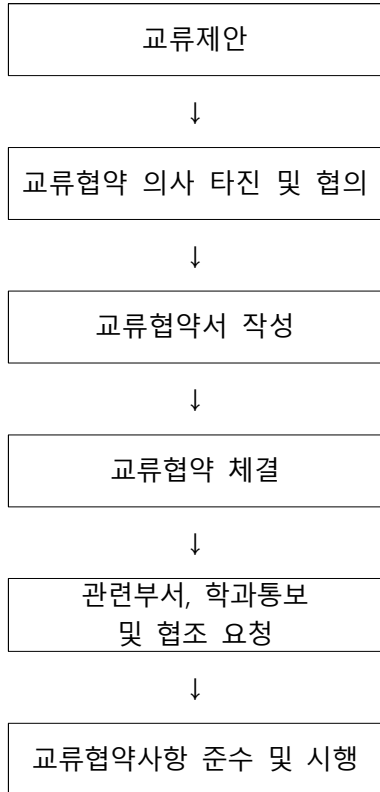 교류제안
↓
교류협약 의사 타진 및 협의
↓
교류협약서 작성
↓
교류협약 체결
↓
관련부서, 학과통보
및 협조 요청
↓
교류협약사항 준수 및 시행